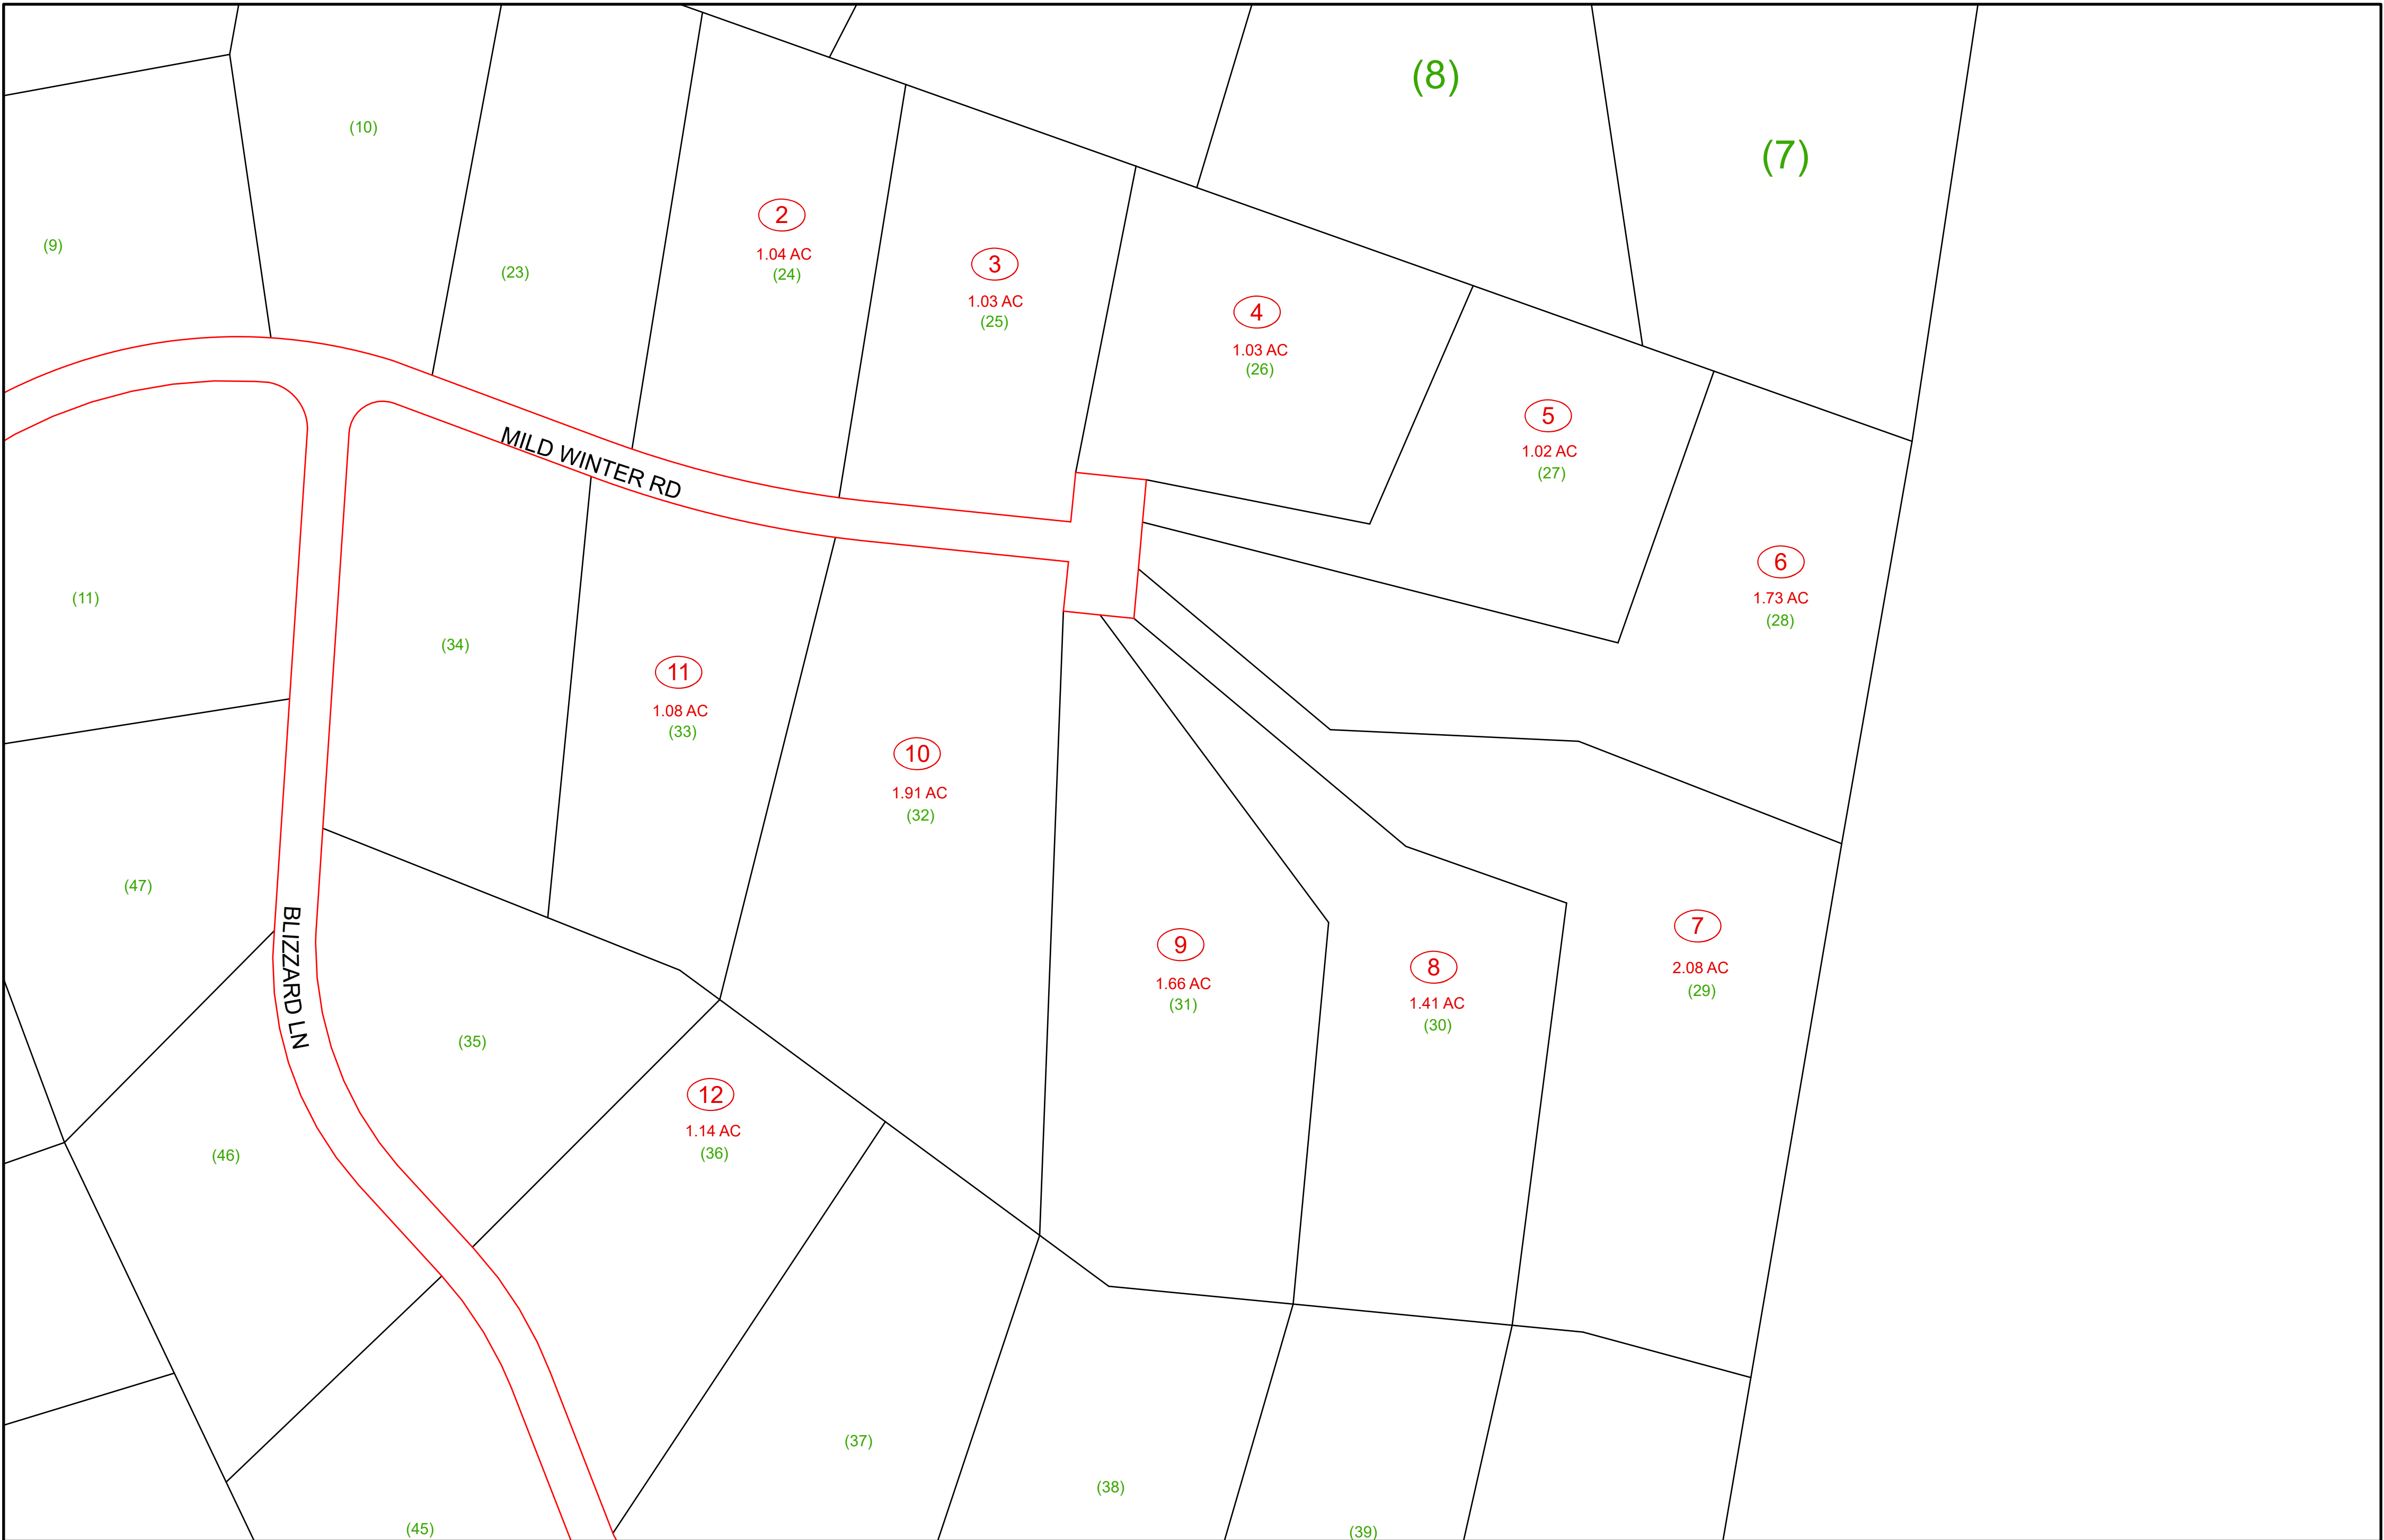 (8)
(10)
(7)
2
(9)
1.04 AC
3
(23)
(24)
1.03 AC
4
(25)
1.03 AC
(26)
5
MILD WINTER RD
1.02 AC
(27)
6
(11)
1.73 AC
(28)
(34)
11
1.08 AC
(33)
10
1.91 AC
(32)
(47)
7
9
2.08 AC
8
1.66 AC
(29)
BLIZZARD LN
1.41 AC
(31)
(30)
(35)
12
1.14 AC
(46)
(36)
(37)
(38)
(45)
(39)